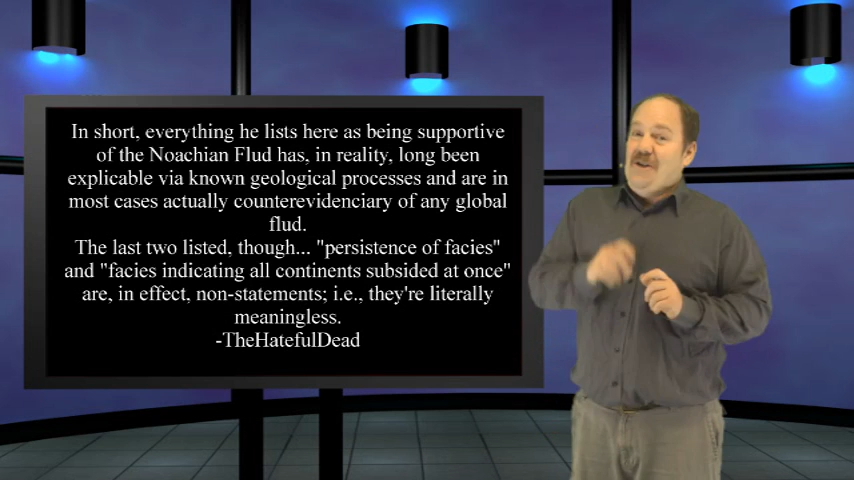 In short, everything he lists here as being supportive
of the Noachian Flud has, in reality, long been
explicable via known geological processes and are in
most cases actually counterevidenciary of any global
flud.
The last two listed, though... "persistence of facies"
and "facies indicating all continents subsided at once"
are, in effect, non-statements; i.e., they're literally
meaningless.
-TheHatefulDead